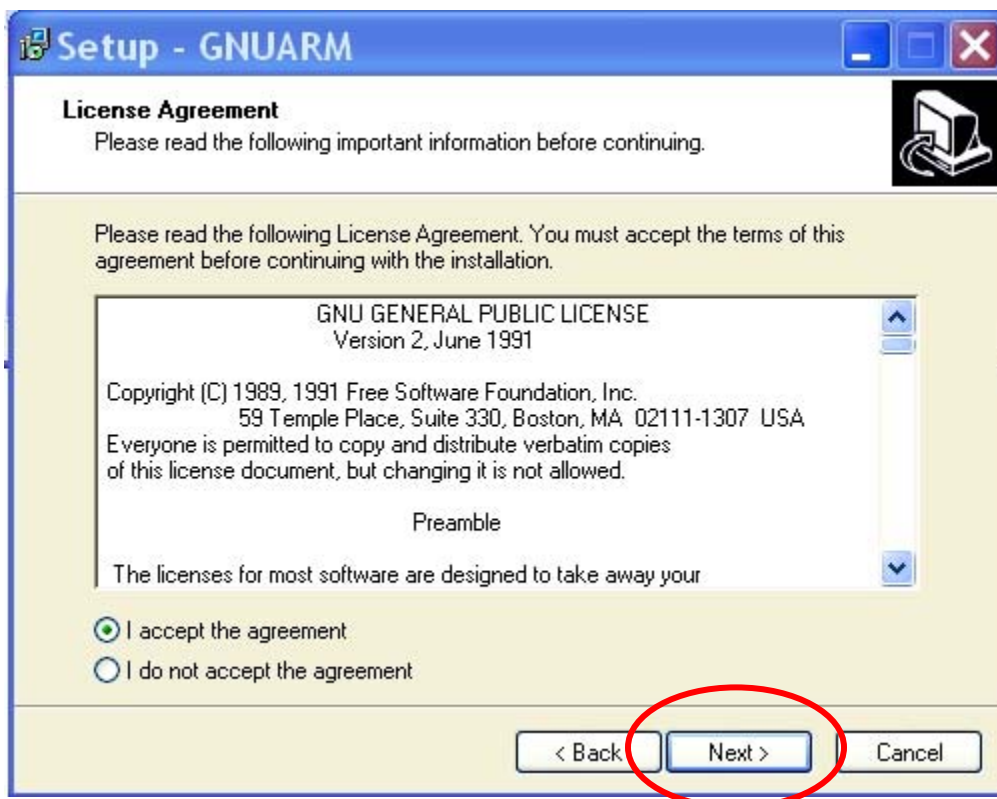 Setup - GNUARM
License Agreement
Please read the following important information before continuing.
Please read the following License Agreement. You must accept the terms of this
agreement before continuing with the installation.
GNU GENERAL PUBLIC LICENSE
Version 2, June 1991
Copyright (C) 1989, 1991 Free Software Foundation, Inc.
59 Temple Place, Suite 330, Boston, MA 02111-1307 USA
Everyone is permitted to copy and distribute verbatim copies
of this license document, but changing it is not allowed.
Preamble
The licenses for most software are designed to take away your
I accept the agreement
I do not accept the agreement
< Back Next > Cancel